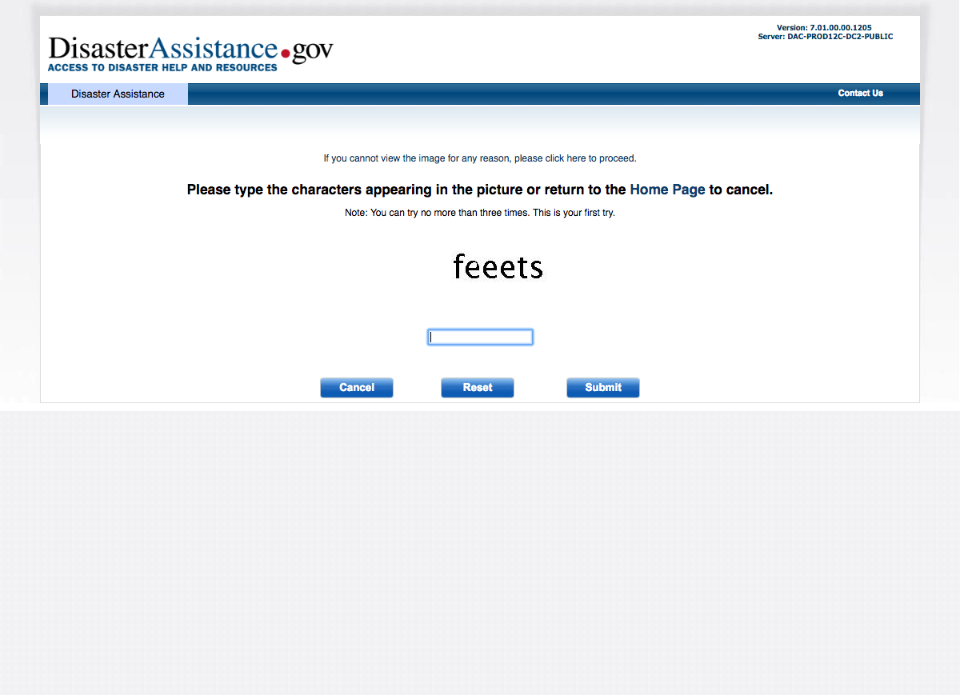 Version: 7.01.00.00.1205
Server: DAC-PROD12C-DC2-PUBLIC
DisasterAssistance.gov
ACCESS TO DISASTER HELP AND RESOURCES
Disaster Assistance
Contact Us
If you cannot view the image for any reason, please click here to proceed.
Please type the characters appearing in the picture or return to the Home Page to cancel.
Note: You can try no more than three times. This is your first try.
feeets
Cancel
Reset
Submit